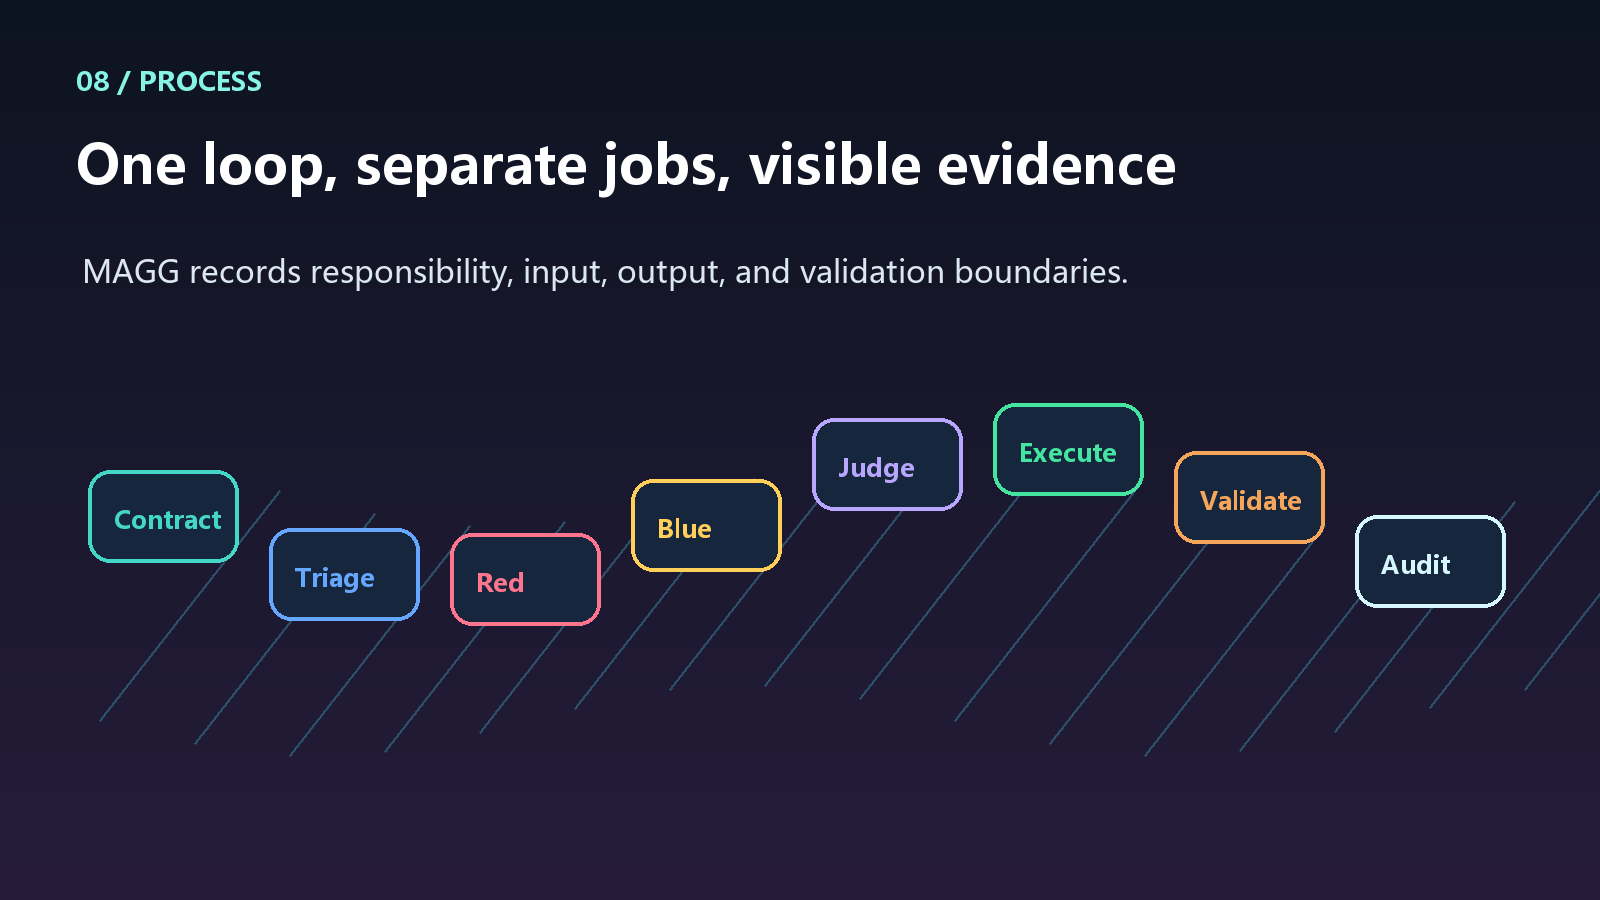 08 / PROCESS
One loop, separate jobs, visible evidence
MAGG records responsibility, input, output, and validation boundaries.
Contract
Triage
Red
Blue
Judge
Execute
Validate
Audit